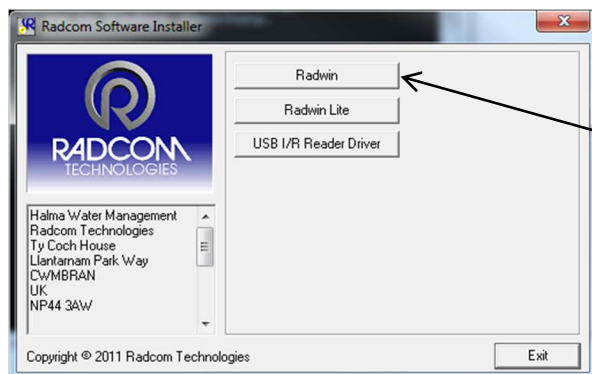 Radcom Software Installer
RADCOM
TECHNOLOGIES
Radwin
Radwin Lite
USB I/R Reader Driver
Halma Water Management
Radcom Technologies
Ty Coch House
Llantarnam Park Way
CWMBRAN
UK
NP44 3AW
Copyright © 2011 Radcom Technologies
Exit